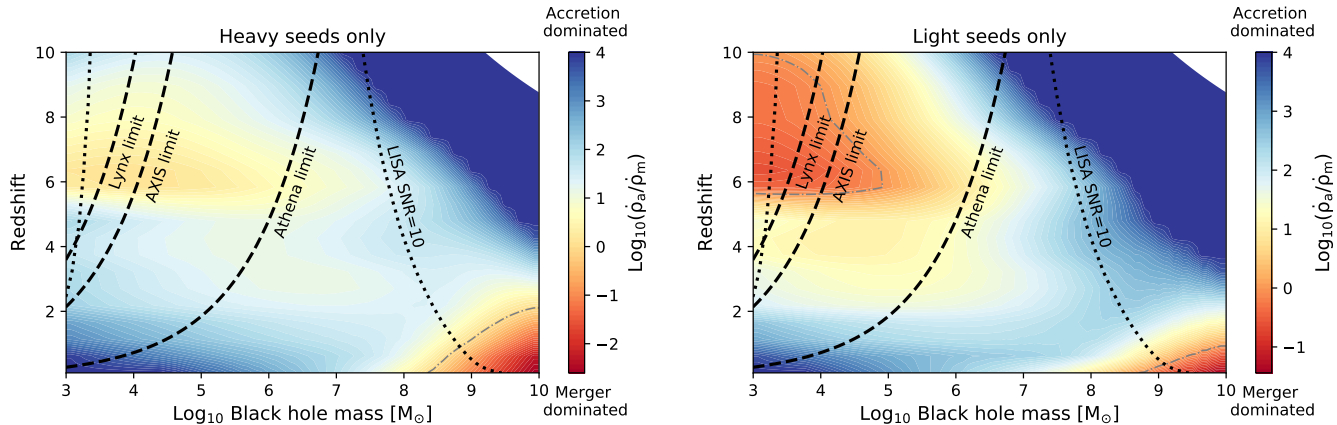 Heavy seeds only
Accretion
dominated
10
8
6
4
2
Redshift
Lynx limit
AXIS limit
Athena limit
LISA SNR=10
3
4
5
6
7
8
9
10
Log₁₀ Black hole mass [M☉]
4
3
2
1
0
−1
−2
Log₁₀(ρ̇ₐ/ρ̇ₘ)
Merger
dominated
Light seeds only
Accretion
dominated
10
8
6
4
2
Redshift
Lynx limit
AXIS limit
Athena limit
LISA SNR=10
3
4
5
6
7
8
9
10
Log₁₀ Black hole mass [M☉]
4
3
2
1
0
−1
Log₁₀(ρ̇ₐ/ρ̇ₘ)
Merger
dominated